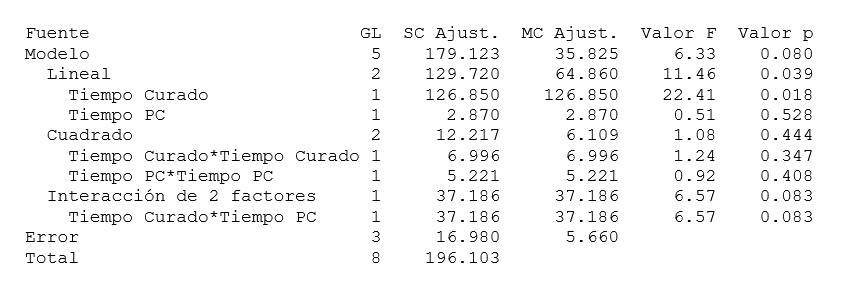 Fuente GL SC Ajust. MC Ajust. Valor F Valor p
Modelo 5 179.123 35.825 6.33 0.080
Lineal 2 129.720 64.860 11.46 0.039
Tiempo Curado 1 126.850 126.850 22.41 0.018
Tiempo PC 1 2.870 2.870 0.51 0.528
Cuadrado 2 12.217 6.109 1.08 0.444
Tiempo Curado*Tiempo Curado 1 6.996 6.996 1.24 0.347
Tiempo PC*Tiempo PC 1 5.221 5.221 0.92 0.408
Interacción de 2 factores 1 37.186 37.186 6.57 0.083
Tiempo Curado*Tiempo PC 1 37.186 37.186 6.57 0.083
Error 3 16.980 5.660
Total 8 196.103